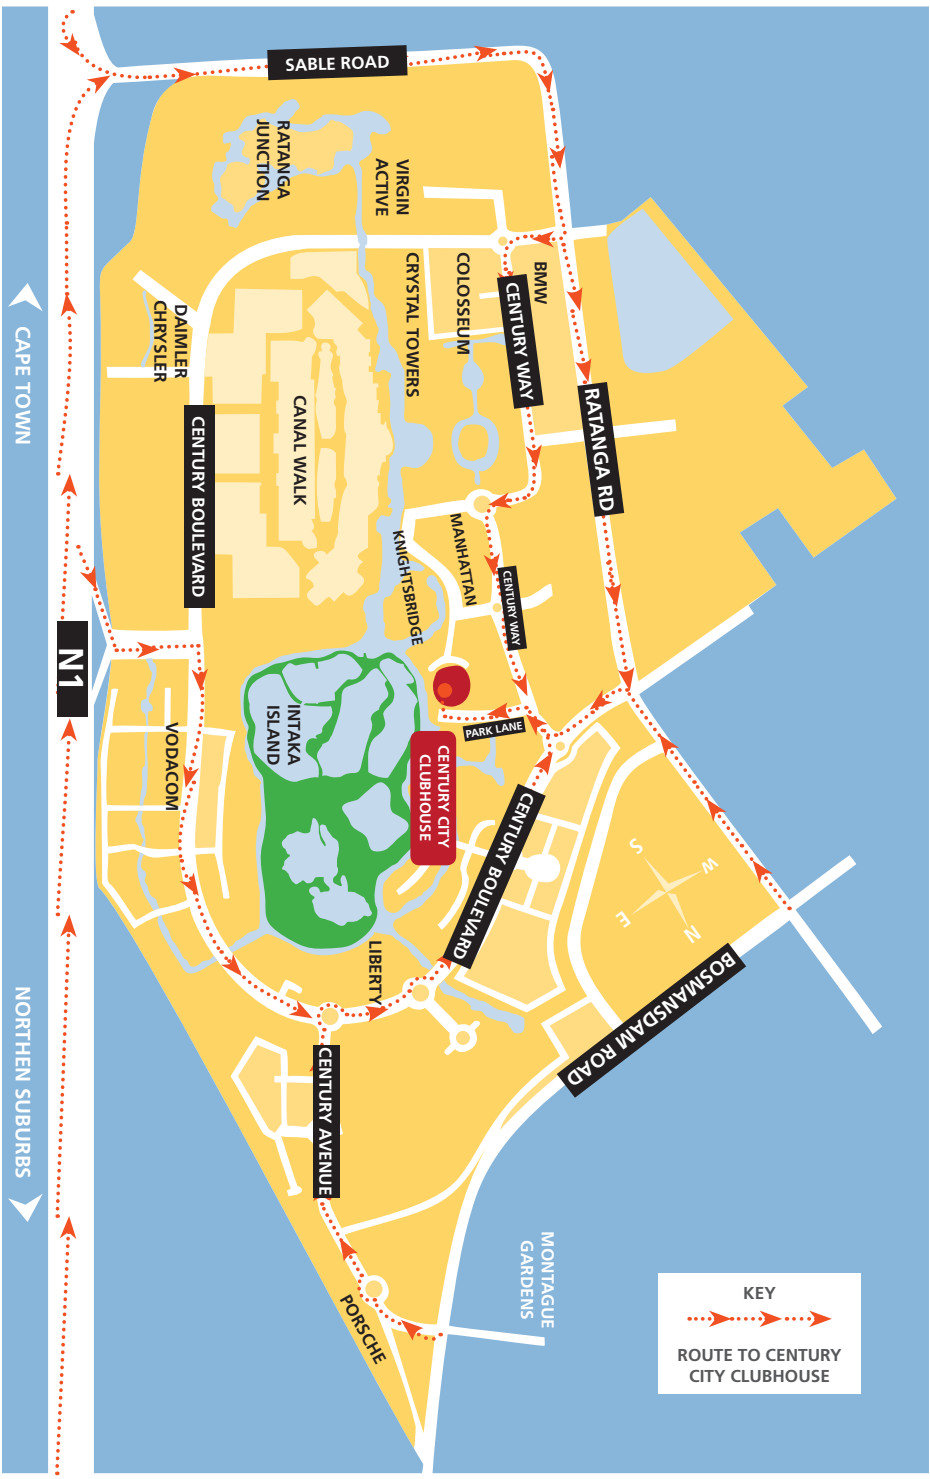 SABLE ROAD
RATANGA
JUNCTION
VIRGIN
ACTIVE
BMW
COLOSSEUM
CRYSTAL TOWERS
CENTURY WAY
DAIMLER
CHRYSLER
CAPE TOWN
CANAL WALK
CENTURY BOULEVARD
RATANGA RD
MANHATTAN
KNIGHTSBRIDGE
CENTURY WAY
N1
INTAKA
ISLAND
PARK LANE
VODACOM
CENTURY CITY
CLUBHOUSE
CENTURY BOULEVARD
S
W
E
N
LIBERTY
BOSMANSDAM ROAD
NORTHEN SUBURBS
CENTURY AVENUE
MONTAGUE
GARDENS
PORSCHE
KEY
ROUTE TO CENTURY
CITY CLUBHOUSE